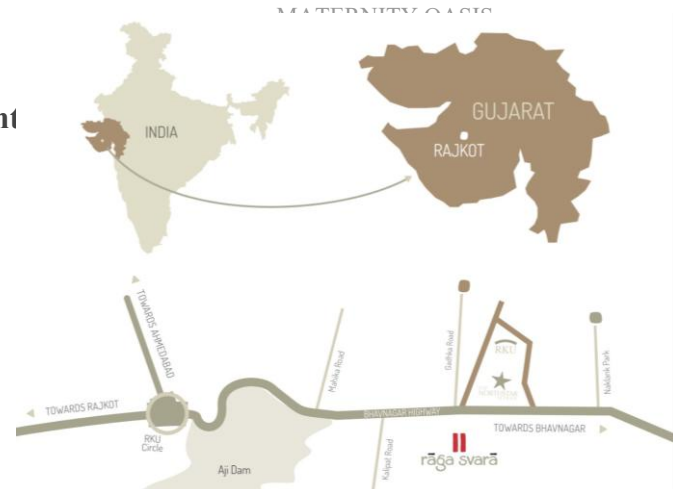 MATERNITY OASIS
nt
INDIA
GUJARAT
RAJKOT
TOWARDS AHMEDABAD
TOWARDS RAJKOT
RKU
Circle
Aji Dam
Mahika Road
Kalipat Road
BHAVNAGAR HIGHWAY
Gadhka Road
RKU
TOWARDS BHAVNAGAR
Naklank Park
rāga svarā